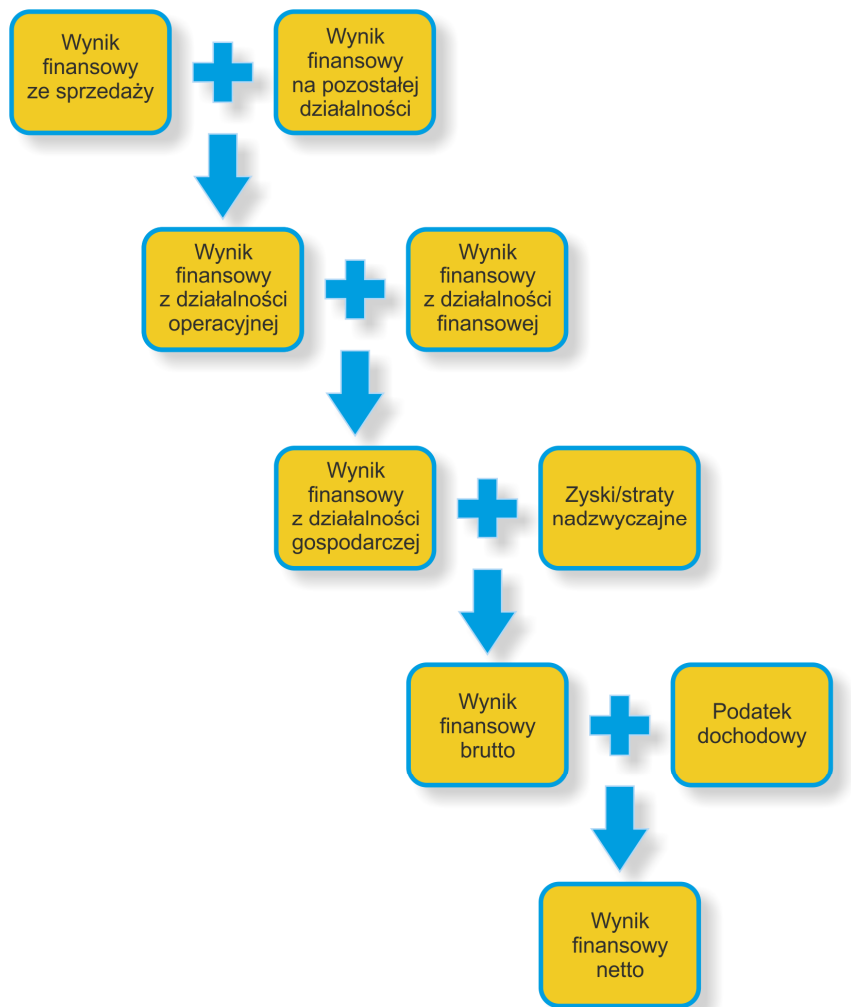 Wynik
finansowy
ze sprzedaży
Wynik
finansowy
na pozostałej
działalności
Wynik
finansowy
z działalności
operacyjnej
Wynik
finansowy
z działalności
finansowej
Wynik
finansowy
z działalności
gospodarczej
Zyski/straty
nadzwyczajne
Wynik
finansowy
brutto
Podatek
dochodowy
Wynik
finansowy
netto